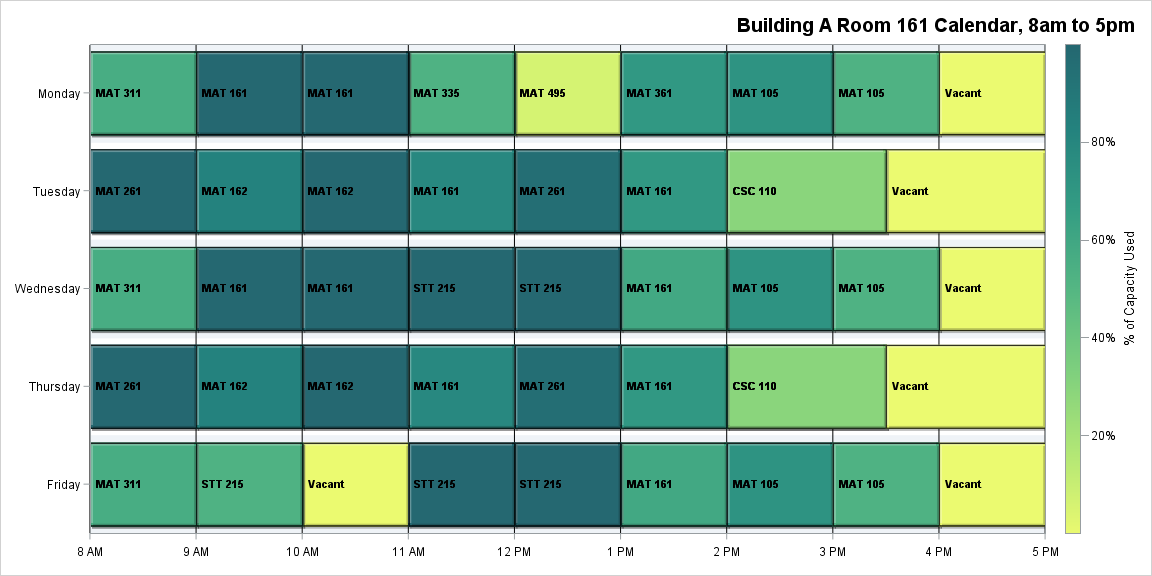 Building A Room 161 Calendar, 8am to 5pm
Monday
MAT 311
MAT 161
MAT 161
MAT 335
MAT 495
MAT 361
MAT 105
MAT 105
Vacant
Tuesday
MAT 261
MAT 162
MAT 162
MAT 161
MAT 261
MAT 161
CSC 110
Vacant
Wednesday
MAT 311
MAT 161
MAT 161
STT 215
STT 215
MAT 161
MAT 105
MAT 105
Vacant
Thursday
MAT 261
MAT 162
MAT 162
MAT 161
MAT 261
MAT 161
CSC 110
Vacant
Friday
MAT 311
STT 215
Vacant
STT 215
STT 215
MAT 161
MAT 105
MAT 105
Vacant
8 AM
9 AM
10 AM
11 AM
12 PM
1 PM
2 PM
3 PM
4 PM
5 PM
80%
60%
40%
20%
% of Capacity Used